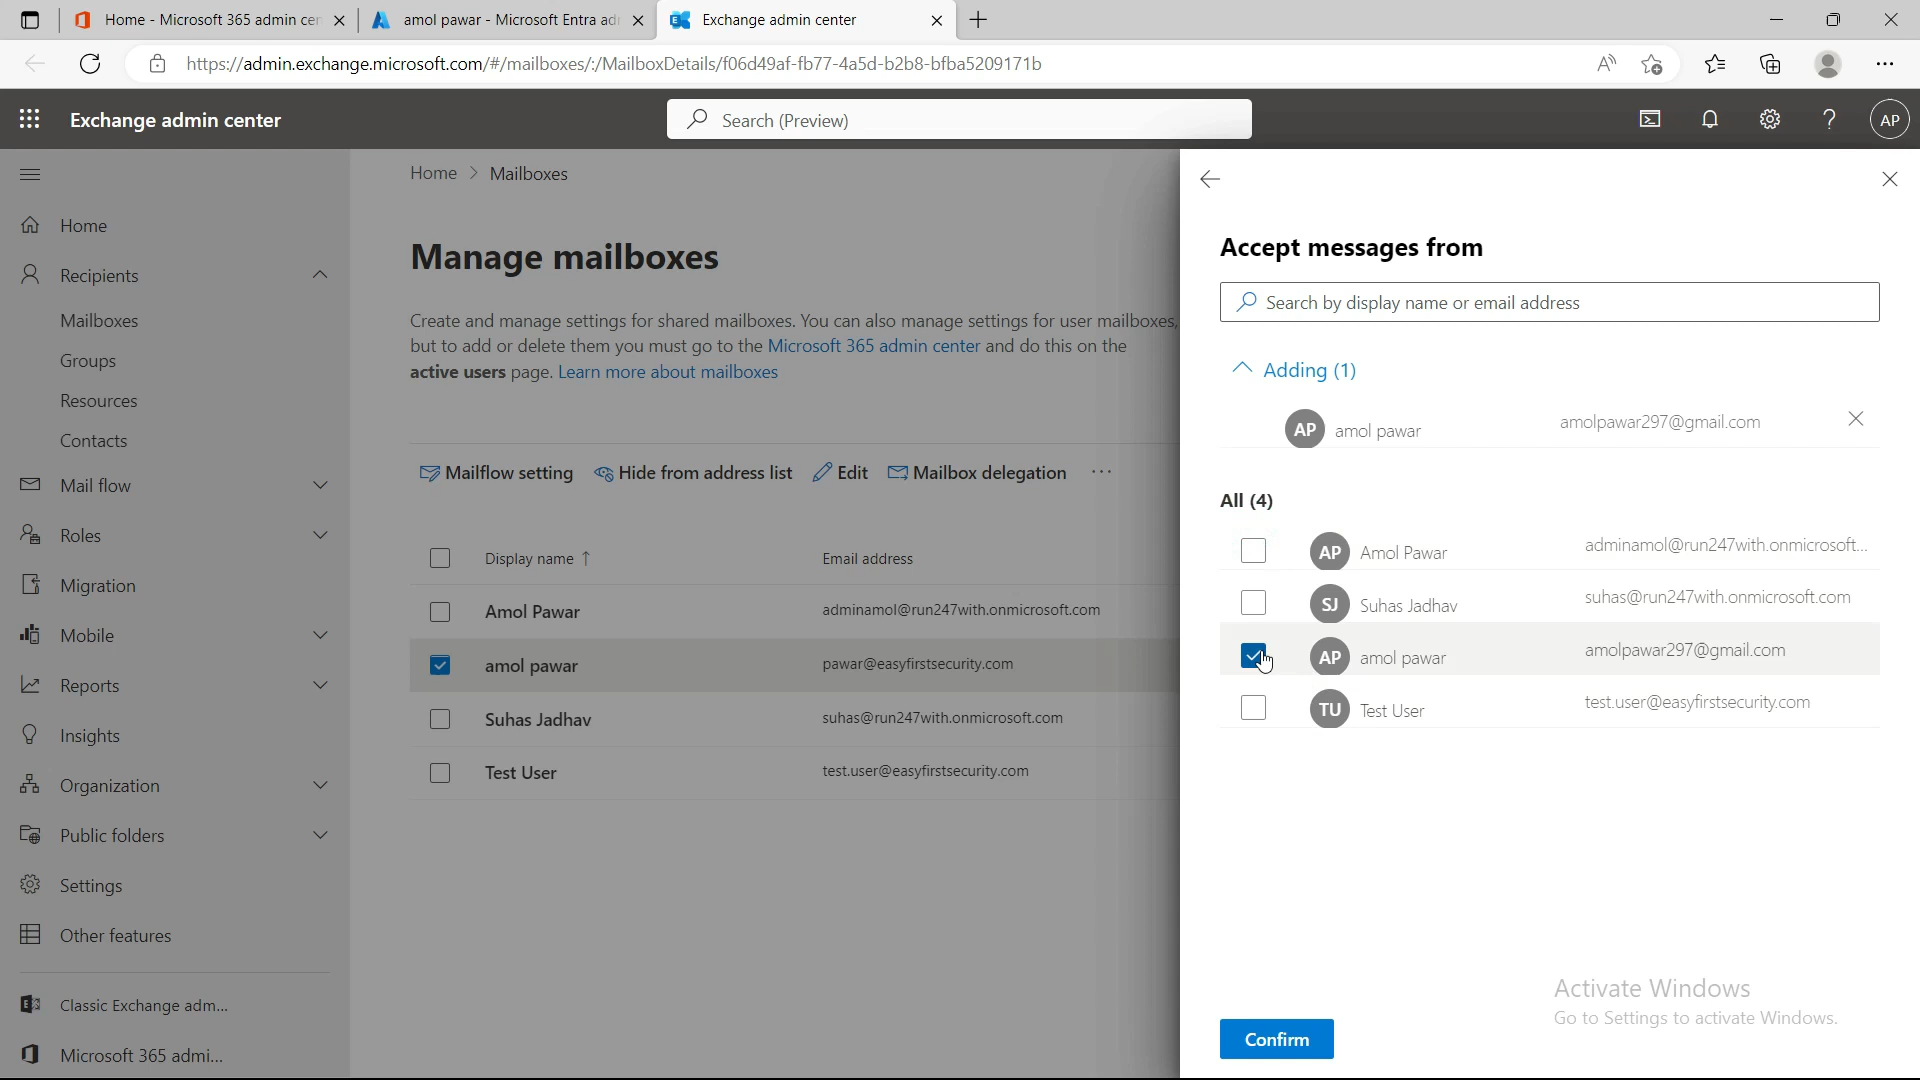 Home - Microsoft 365 admin cen
amol pawar - Microsoft Entra ad
Exchange admin center
https://admin.exchange.microsoft.com/#/mailboxes/:/MailboxDetails/f06d49af-fb77-4a5d-b2b8-bfba5209171b
Exchange admin center
Search (Preview)
AP
Home
Recipients
Mailboxes
Groups
Resources
Contacts
Mail flow
Roles
Migration
Mobile
Reports
Insights
Organization
Public folders
Settings
Other features
Classic Exchange adm...
Microsoft 365 admi...
Home > Mailboxes
Manage mailboxes
Create and manage settings for shared mailboxes. You can also manage settings for user mailboxes,
but to add or delete them you must go to the Microsoft 365 admin center and do this on the
active users page. Learn more about mailboxes
Mailflow setting Hide from address list Edit Mailbox delegation ...
Display name ↑ Email address
Amol Pawar adminamol@run247with.onmicrosoft.com
amol pawar pawar@easyfirstsecurity.com
Suhas Jadhav suhas@run247with.onmicrosoft.com
Test User test.user@easyfirstsecurity.com
Accept messages from
Search by display name or email address
Adding (1)
AP amol pawar amolpawar297@gmail.com
All (4)
AP Amol Pawar adminamol@run247with.onmicrosoft...
SJ Suhas Jadhav suhas@run247with.onmicrosoft.com
AP amol pawar amolpawar297@gmail.com
TU Test User test.user@easyfirstsecurity.com
Activate Windows
Go to Settings to activate Windows.
Confirm